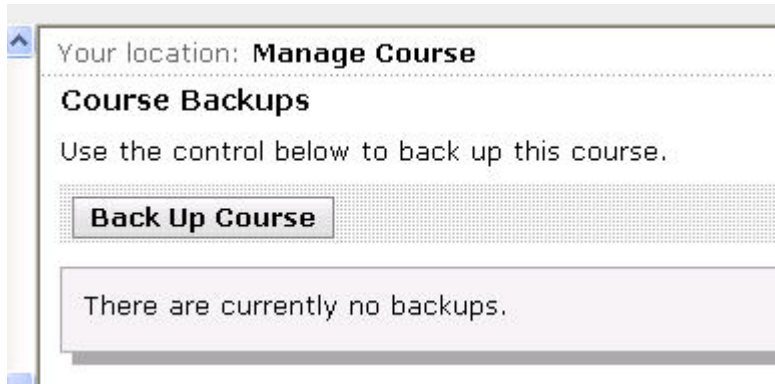 Your location: Manage Course
Course Backups
Use the control below to back up this course.
Back Up Course
There are currently no backups.